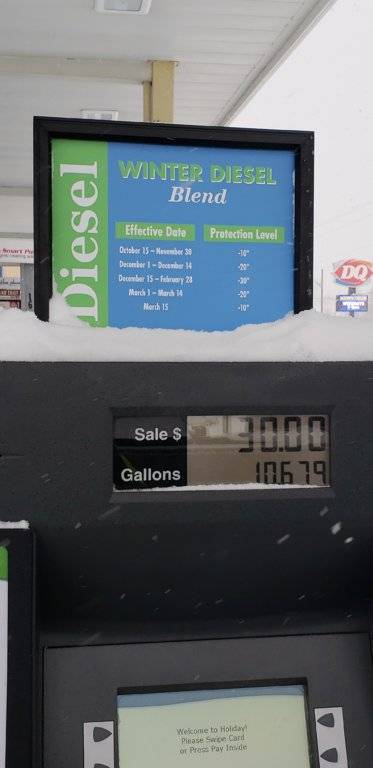 Diesel
WINTER DIESEL
Blend
Effective Date Protection Level
October 15 – November 30 -10°
December 1 – December 14 -20°
December 15 – February 28 -30°
March 1 – March 14 -20°
March 15 -10°
DQ
Sale $ 30.00
Gallons 10.679
Welcome to Holiday!
Please Swipe Card
or Press Pay Inside